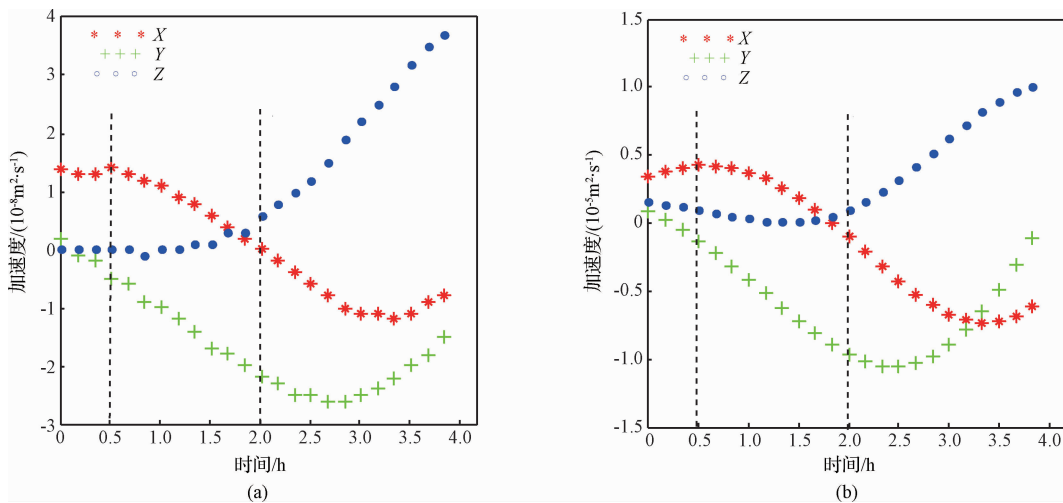 4
3
2
1
0
-1
-2
-3
加速度/(10⁻⁸m²·s⁻¹)
* * * X
+ + + Y
○ ○ ○ Z
0 0.5 1.0 1.5 2.0 2.5 3.0 3.5 4.0
时间/h
(a)
1.5
1.0
0.5
0
-0.5
-1.0
-1.5
加速度/(10⁻⁵m²·s⁻¹)
* * * X
+++ Y
○ ○ ○ Z
0 0.5 1.0 1.5 2.0 2.5 3.0 3.5 4.0
时间/h
(b)